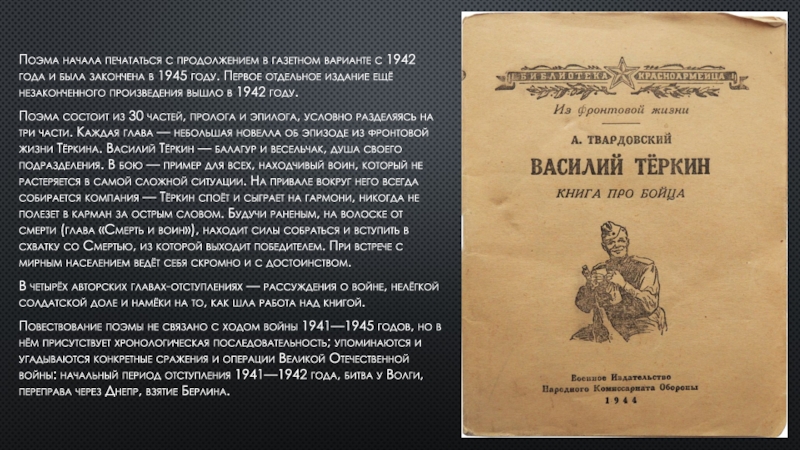 Поэма начала печататься с продолжением в газетном варианте с 1942
года и была закончена в 1945 году. Первое отдельное издание ещё
незаконченного произведения вышло в 1942 году.
Поэма состоит из 30 частей, пролога и эпилога, условно разделяясь на
три части. Каждая глава — небольшая новелла об эпизоде из фронтовой
жизни Тёркина. Василий Тёркин — балагур и весельчак, душа своего
подразделения. В бою — пример для всех, находчивый воин, который не
растеряется в самой сложной ситуации. На привале вокруг него всегда
собирается компания — Тёркин споёт и сыграет на гармони, никогда не
полезет в карман за острым словом. Будучи раненым, на волоске от
смерти (глава «Смерть и воин»), находит силы собраться и вступить в
схватку со Смертью, из которой выходит победителем. При встрече с
мирным населением ведёт себя скромно и с достоинством.
В четырёх авторских главах-отступлениях — рассуждения о войне, нелёгкой
солдатской доле и намёки на то, как шла работа над книгой.
Повествование поэмы не связано с ходом войны 1941—1945 годов, но в
нём присутствует хронологическая последовательность; упоминаются и
угадываются конкретные сражения и операции Великой Отечественной
войны: начальный период отступления 1941—1942 года, битва у Волги,
переправа через Днепр, взятие Берлина.
БИБЛИОТЕКА КРАСНОАРМЕЙЦА
Из фронтовой жизни
А. ТВАРДОВСКИЙ
ВАСИЛИЙ ТЁРКИН
КНИГА ПРО БОЙЦА
Военное Издательство
Народного Комиссариата Обороны
1944